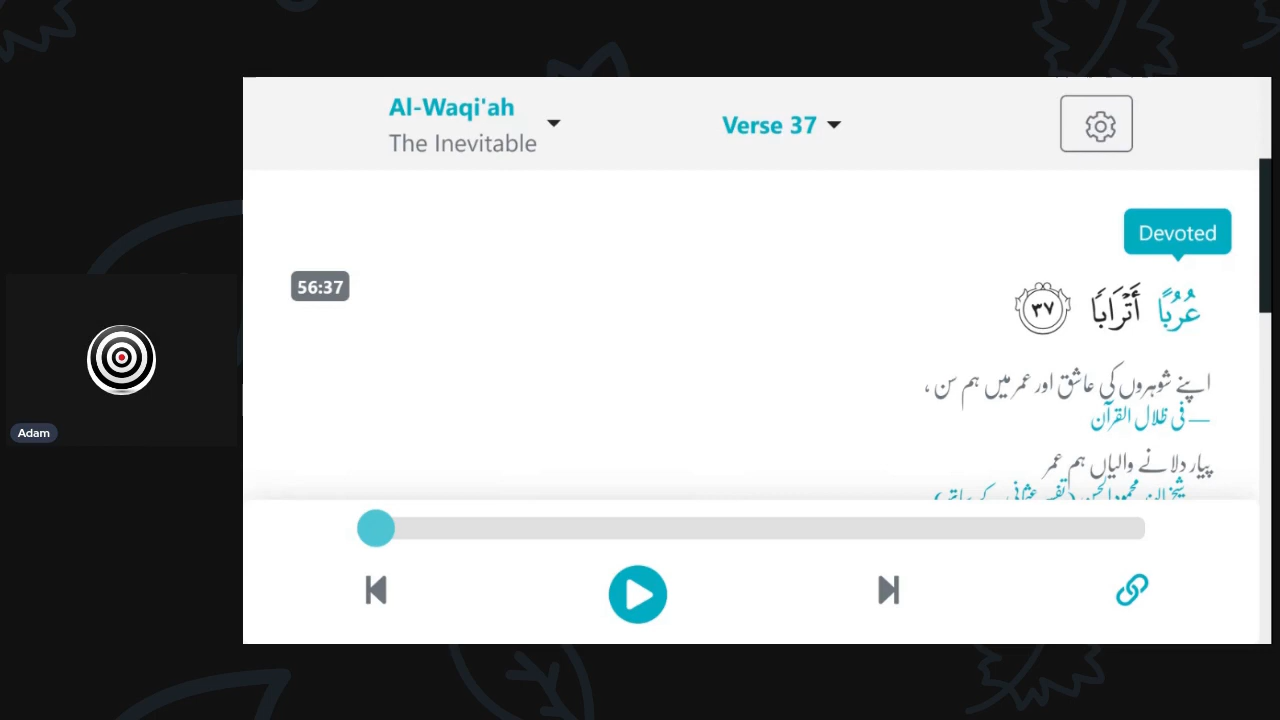 Al-Waqi'ah
The Inevitable
Verse 37
Devoted
56:37
عُرُبًا أَتْرَابًا ٣٧
اپنے شوہروں کی عاشق اور عمر میں ہم سن ،
— فی ظلال القرآن
پیار دلانے والیاں ہم عمر
Adam